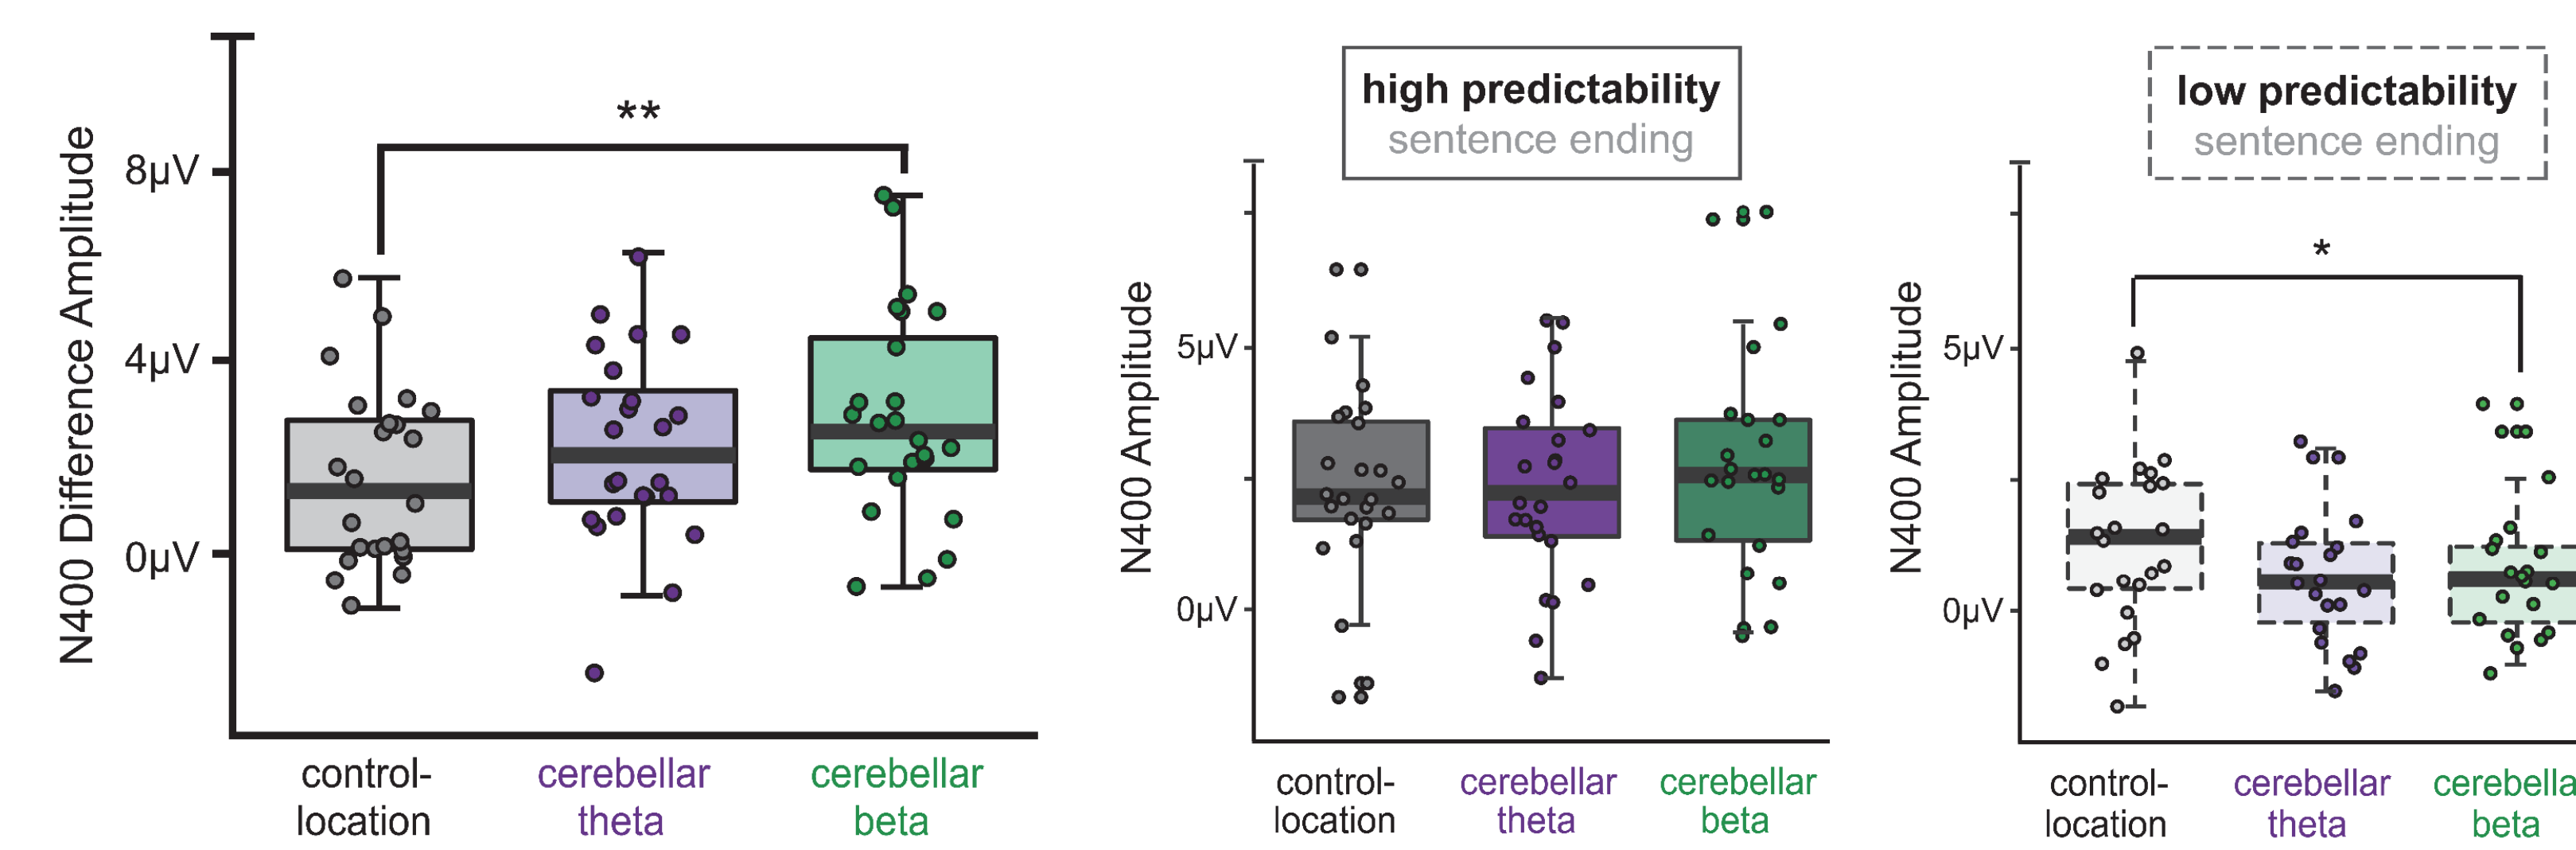 N400 Difference Amplitude
8µV
4µV
0µV
**
control-
location
cerebellar
theta
cerebellar
beta
high predictability
sentence ending
N400 Amplitude
5µV
0µV
control-
location
cerebellar
theta
cerebellar
beta
low predictability
sentence ending
N400 Amplitude
5µV
0µV
*
control-
location
cerebellar
theta
cerebella
beta